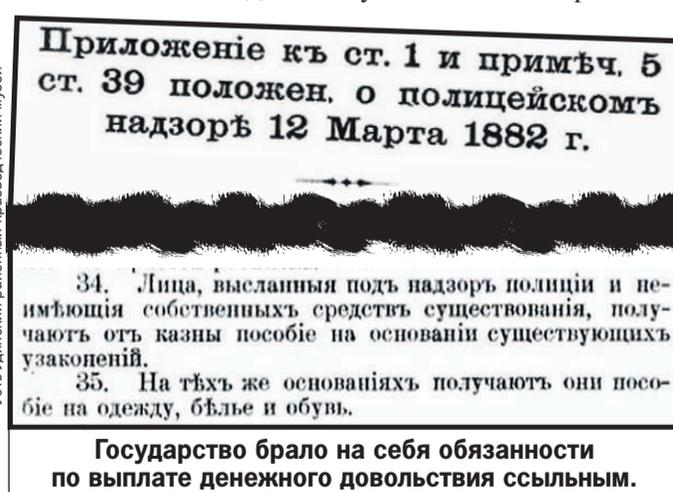 Приложеніе къ ст. 1 и примѣч. 5
ст. 39 положен. о полицейскомъ
надзорѣ 12 Марта 1882 г.
34. Лица, высланныя подъ надзоръ полиціи и не-
имѣющія собственныхъ средствъ существованія, полу-
чаютъ отъ казны пособіе на основаніи существующихъ
узаконеній.
35. На тѣхъ же основаніяхъ получаютъ они посо-
біе на одежду, бѣлье и обувь.
Государство брало на себя обязанности
по выплате денежного довольствия ссыльным.